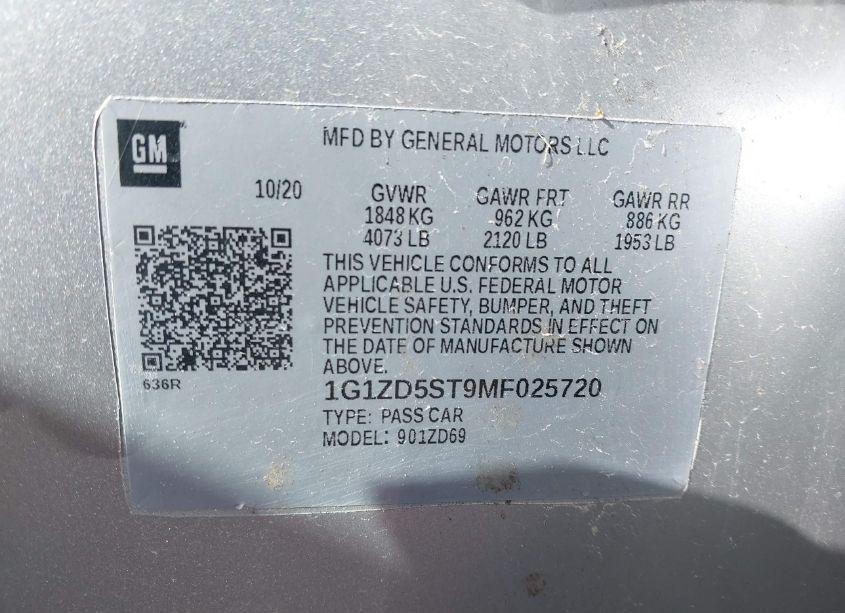 GM
MFD BY GENERAL MOTORS LLC
10/20 GVWR GAWR FRT GAWR RR
1848 KG 962 KG 886 KG
4073 LB 2120 LB 1953 LB
THIS VEHICLE CONFORMS TO ALL
APPLICABLE U.S. FEDERAL MOTOR
VEHICLE SAFETY, BUMPER, AND THEFT
PREVENTION STANDARDS IN EFFECT ON
THE DATE OF MANUFACTURE SHOWN
ABOVE.
636R
1G1ZD5ST9MF025720
TYPE: PASS CAR
MODEL: 901ZD69